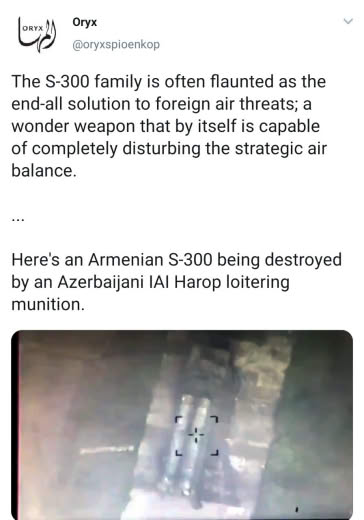 ORYX
Oryx
@oryxspioenkop
The S-300 family is often flaunted as the
end-all solution to foreign air threats; a
wonder weapon that by itself is capable
of completely disturbing the strategic air
balance.
...
Here's an Armenian S-300 being destroyed
by an Azerbaijani IAI Harop loitering
munition.